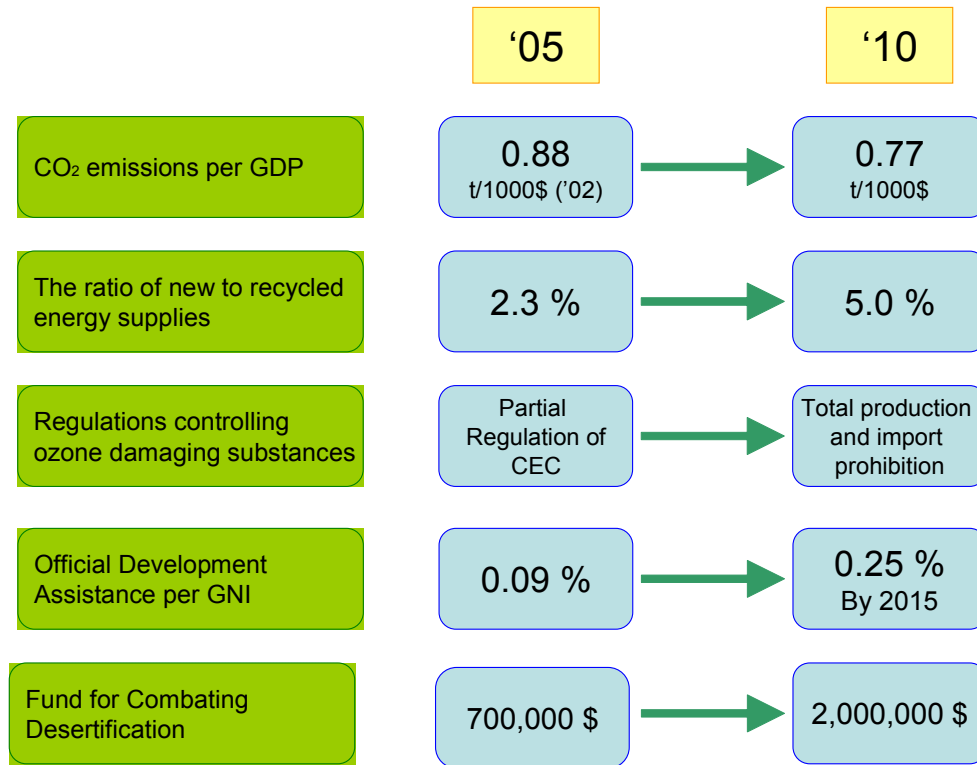 ‘05
‘10
CO₂ emissions per GDP
0.88
t/1000$ (’02)
0.77
t/1000$
The ratio of new to recycled
energy supplies
2.3 %
5.0 %
Regulations controlling
ozone damaging substances
Partial
Regulation of
CEC
Total production
and import
prohibition
Official Development
Assistance per GNI
0.09 %
0.25 %
By 2015
Fund for Combating
Desertification
700,000 $
2,000,000 $